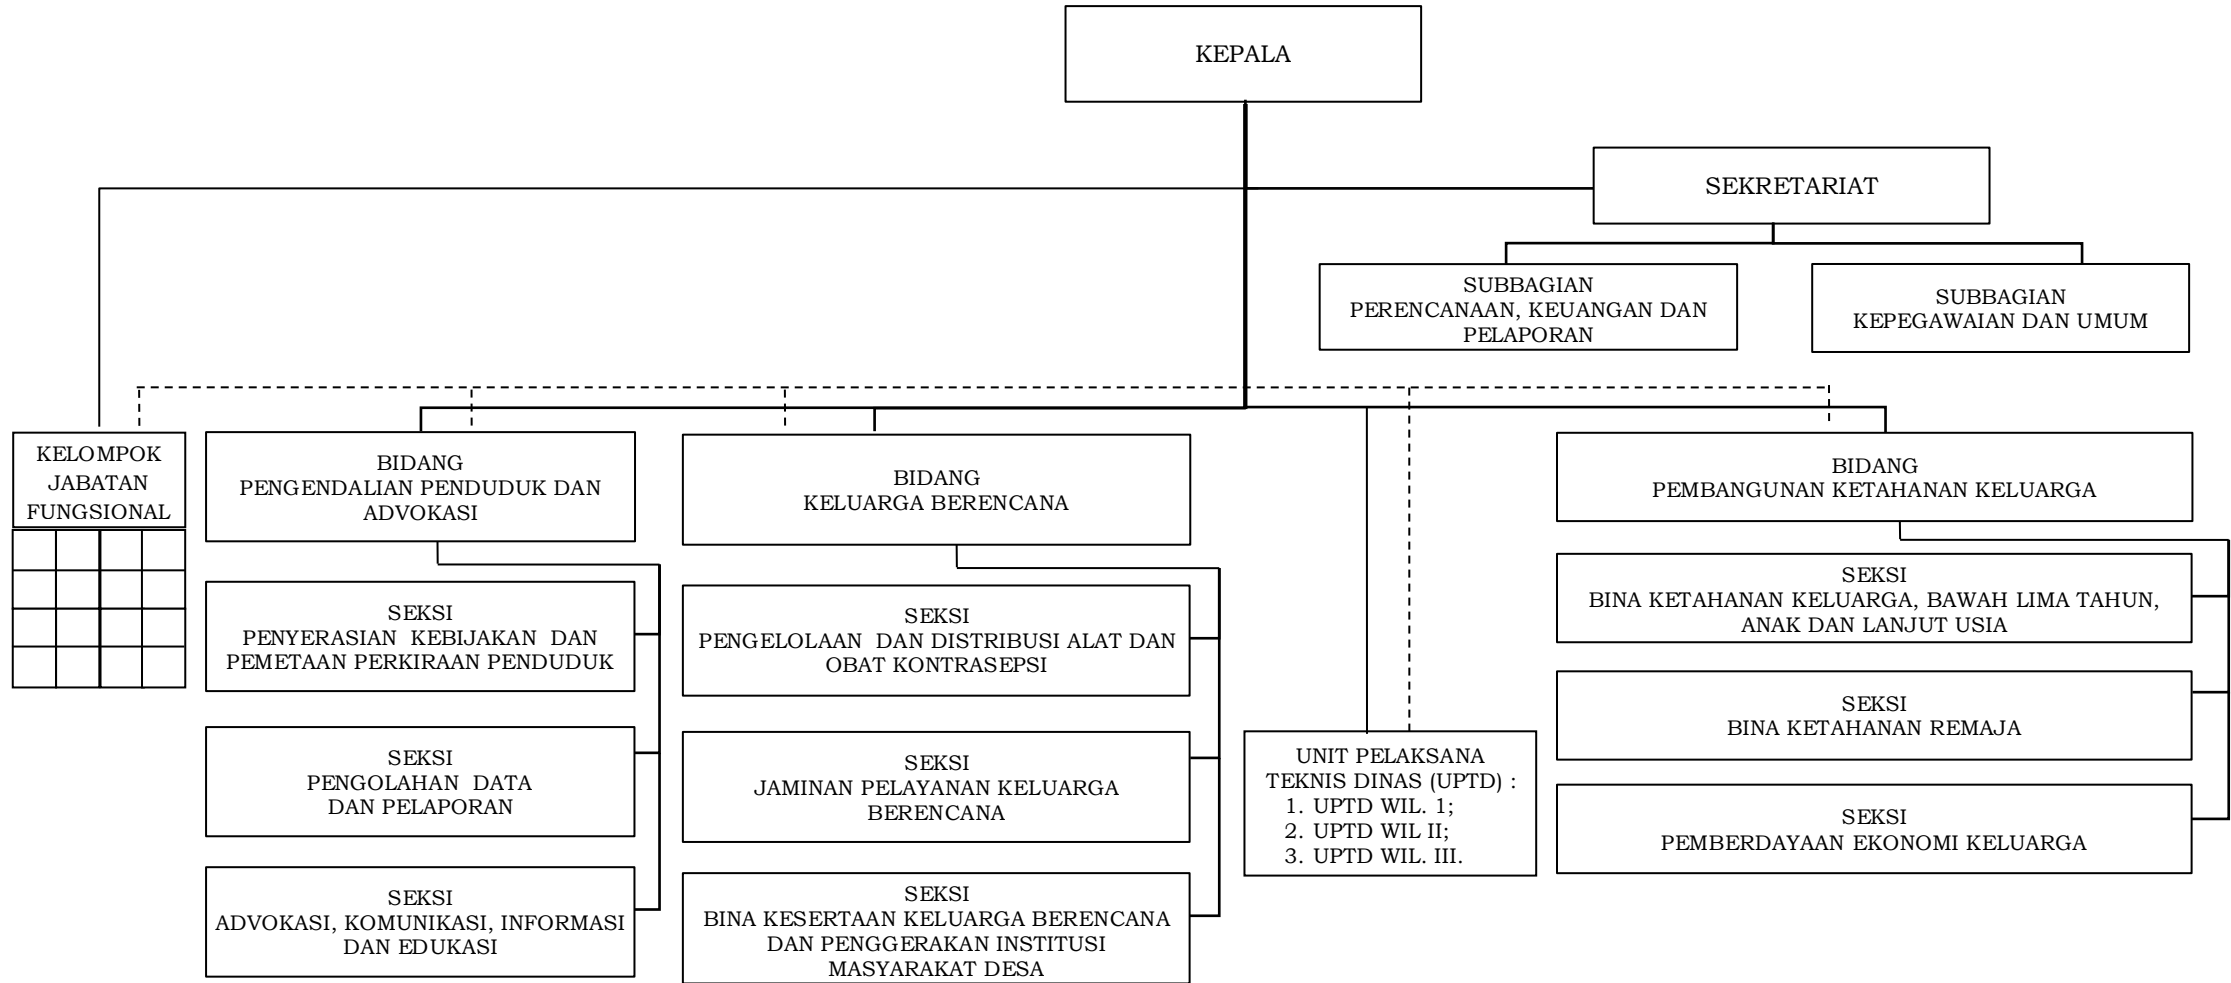 KEPALA
SEKRETARIAT
SUBBAGIAN
PERENCANAAN, KEUANGAN DAN
PELAPORAN
SUBBAGIAN
KEPEGAWAIAN DAN UMUM
KELOMPOK
JABATAN
FUNGSIONAL
BIDANG
PENGENDALIAN PENDUDUK DAN
ADVOKASI
SEKSI
PENYERASIAN KEBIJAKAN DAN
PEMETAAN PERKIRAAN PENDUDUK
SEKSI
PENGOLAHAN DATA
DAN PELAPORAN
SEKSI
ADVOKASI, KOMUNIKASI, INFORMASI
DAN EDUKASI
BIDANG
KELUARGA BERENCANA
SEKSI
PENGELOLAAN DAN DISTRIBUSI ALAT DAN
OBAT KONTRASEPSI
SEKSI
JAMINAN PELAYANAN KELUARGA
BERENCANA
SEKSI
BINA KESERTAAN KELUARGA BERENCANA
DAN PENGGERAKAN INSTITUSI
MASYARAKAT DESA
UNIT PELAKSANA
TEKNIS DINAS (UPTD) :
1. UPTD WIL. 1;
2. UPTD WIL II;
3. UPTD WIL. III.
BIDANG
PEMBANGUNAN KETAHANAN KELUARGA
SEKSI
BINA KETAHANAN KELUARGA, BAWAH LIMA TAHUN,
ANAK DAN LANJUT USIA
SEKSI
BINA KETAHANAN REMAJA
SEKSI
PEMBERDAYAAN EKONOMI KELUARGA